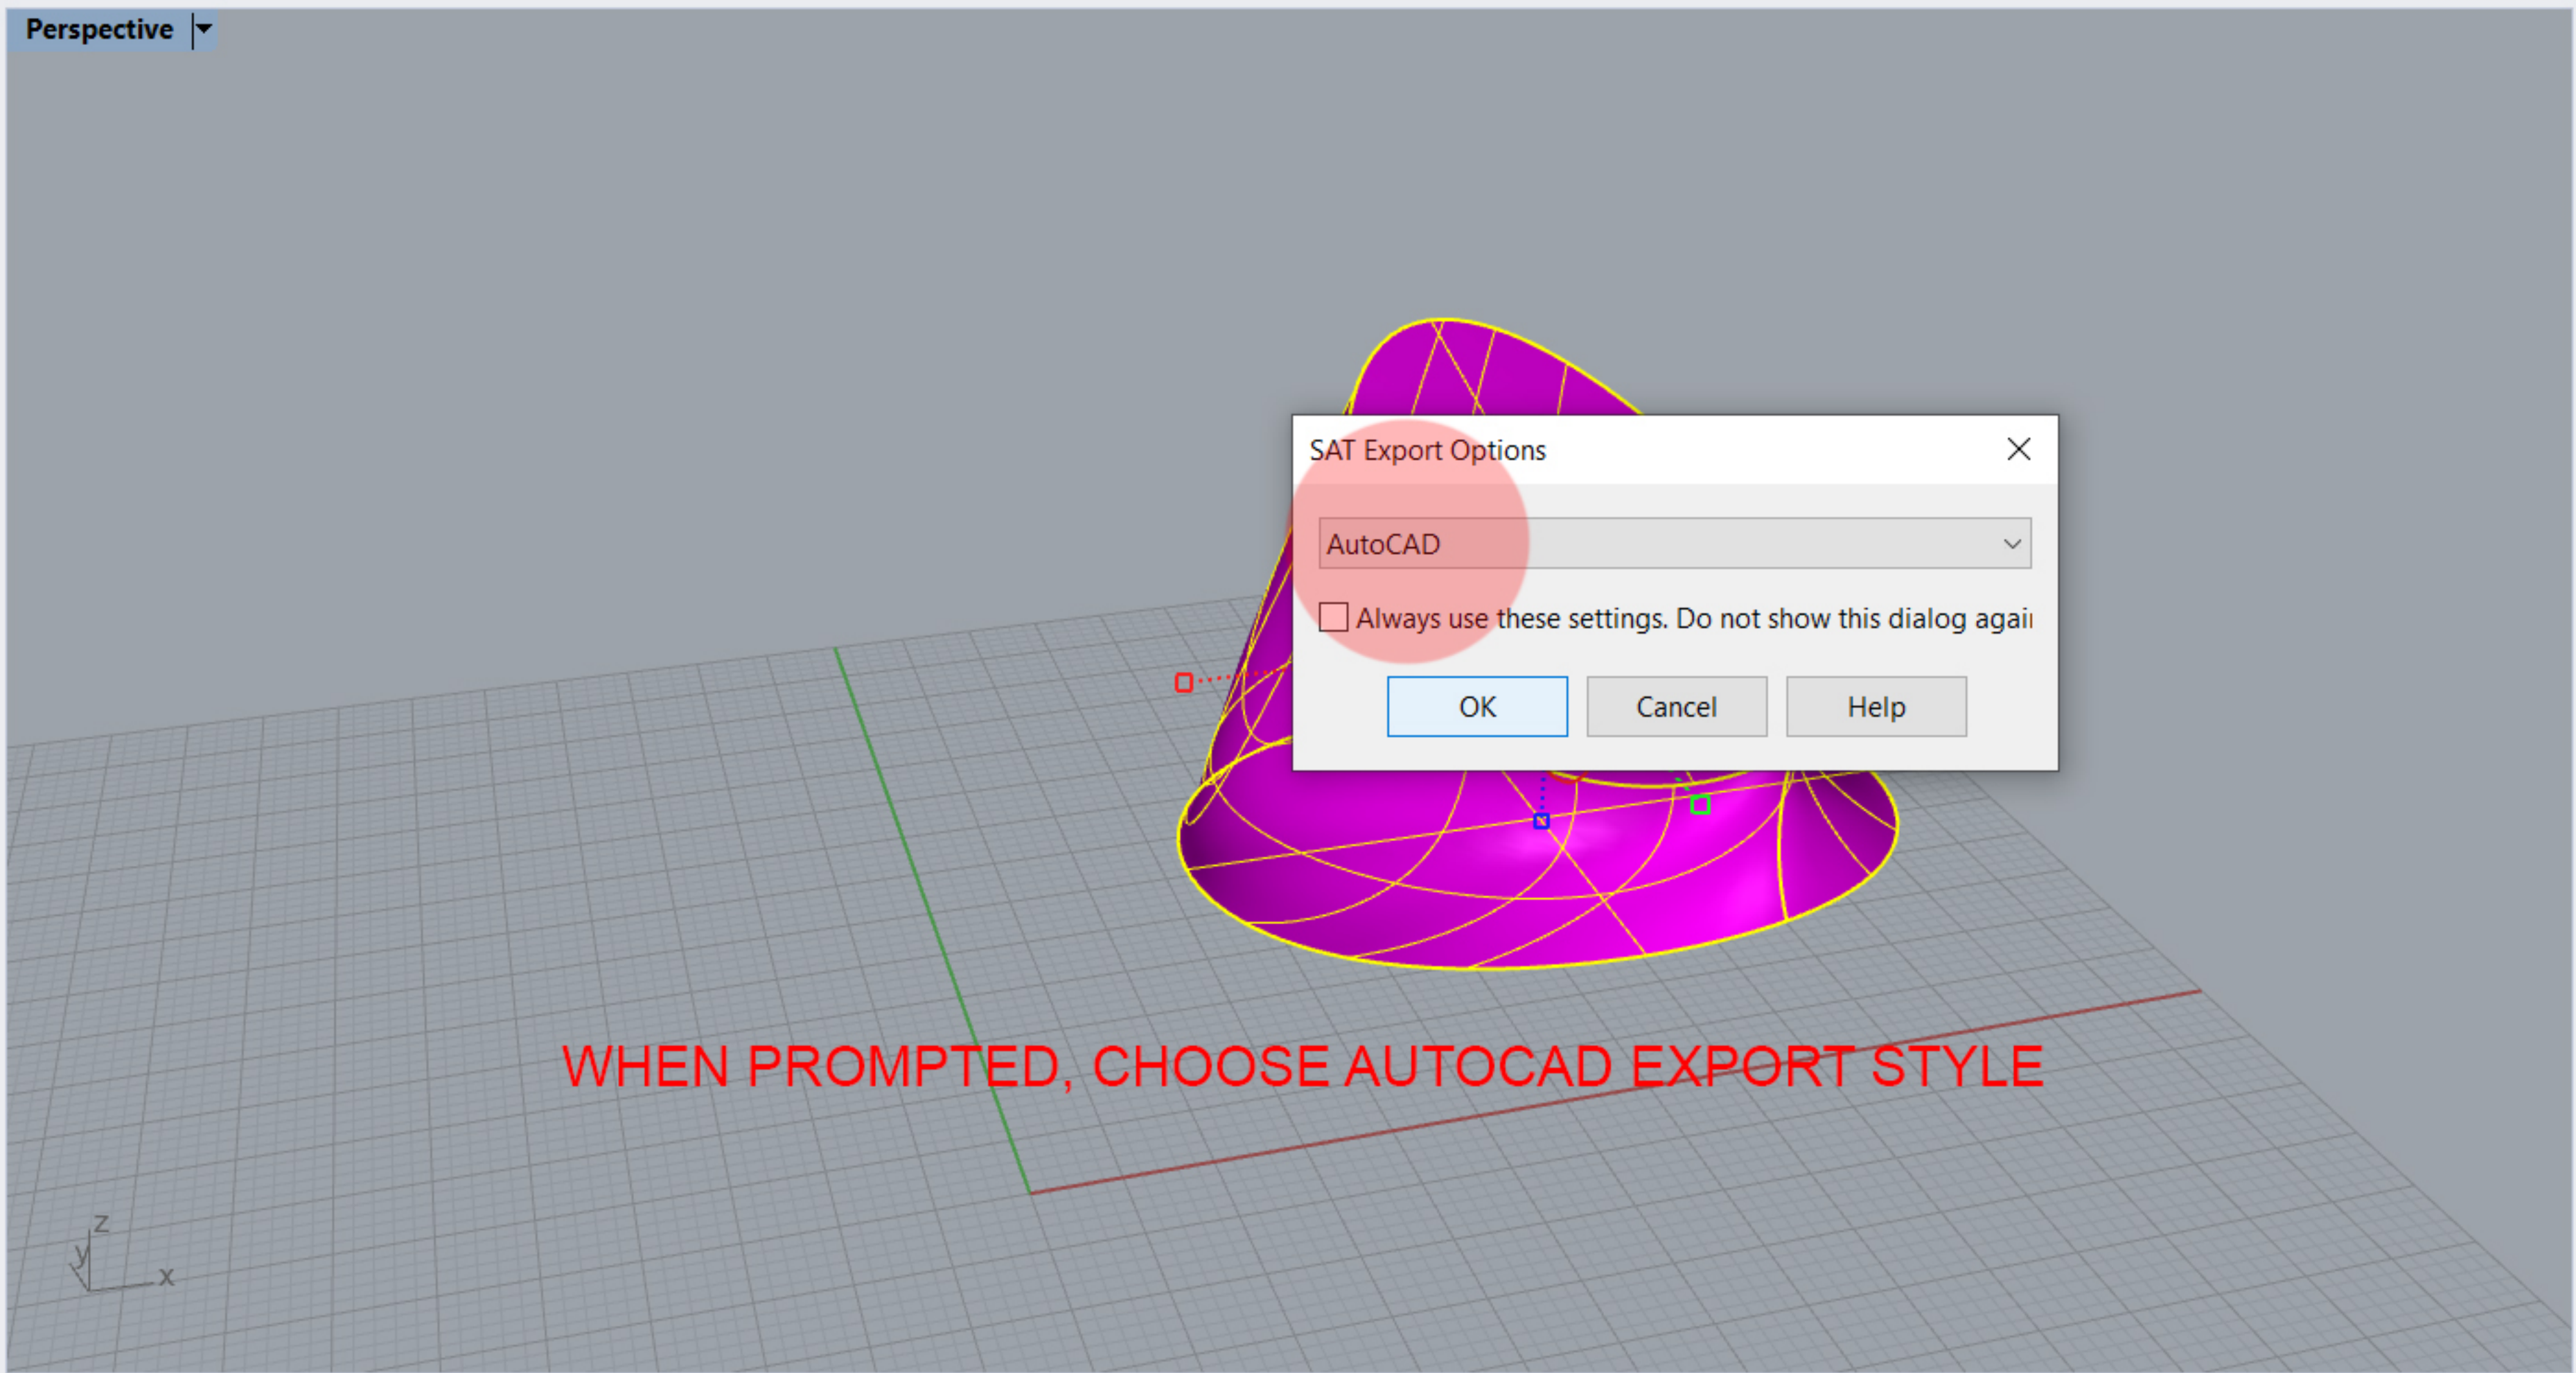 Perspective
SAT Export Options
AutoCAD
Always use these settings. Do not show this dialog agai
OK
Cancel
Help
WHEN PROMPTED, CHOOSE AUTOCAD EXPORT STYLE
z
y
x